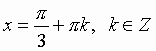 x = π/3 + πk, k ∈ Z